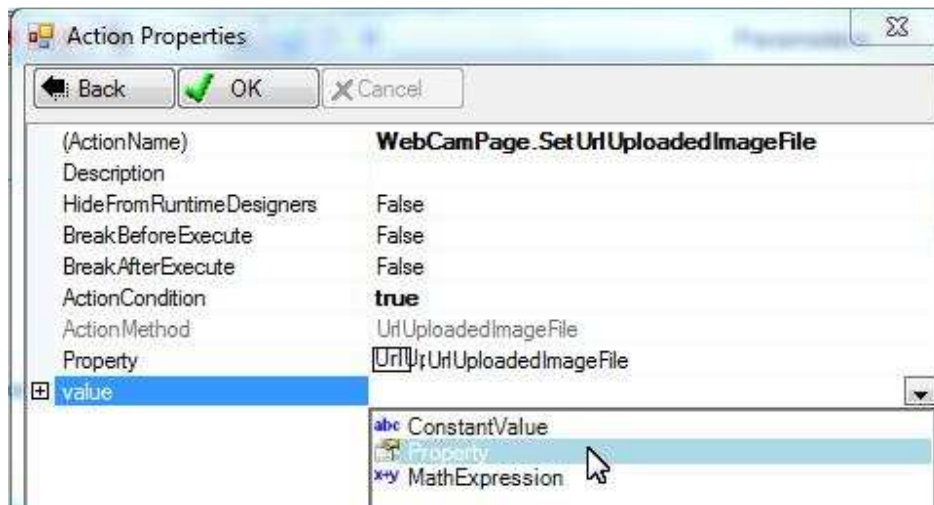 Action Properties
Back OK Cancel
(ActionName) WebCamPage.SetUrlUploadedImageFile
Description
HideFromRuntimeDesigners False
BreakBeforeExecute False
BreakAfterExecute False
ActionCondition true
ActionMethod UrlUploadedImageFile
Property UrlUploadedImageFile
value
abc ConstantValue
Property
x+y MathExpression